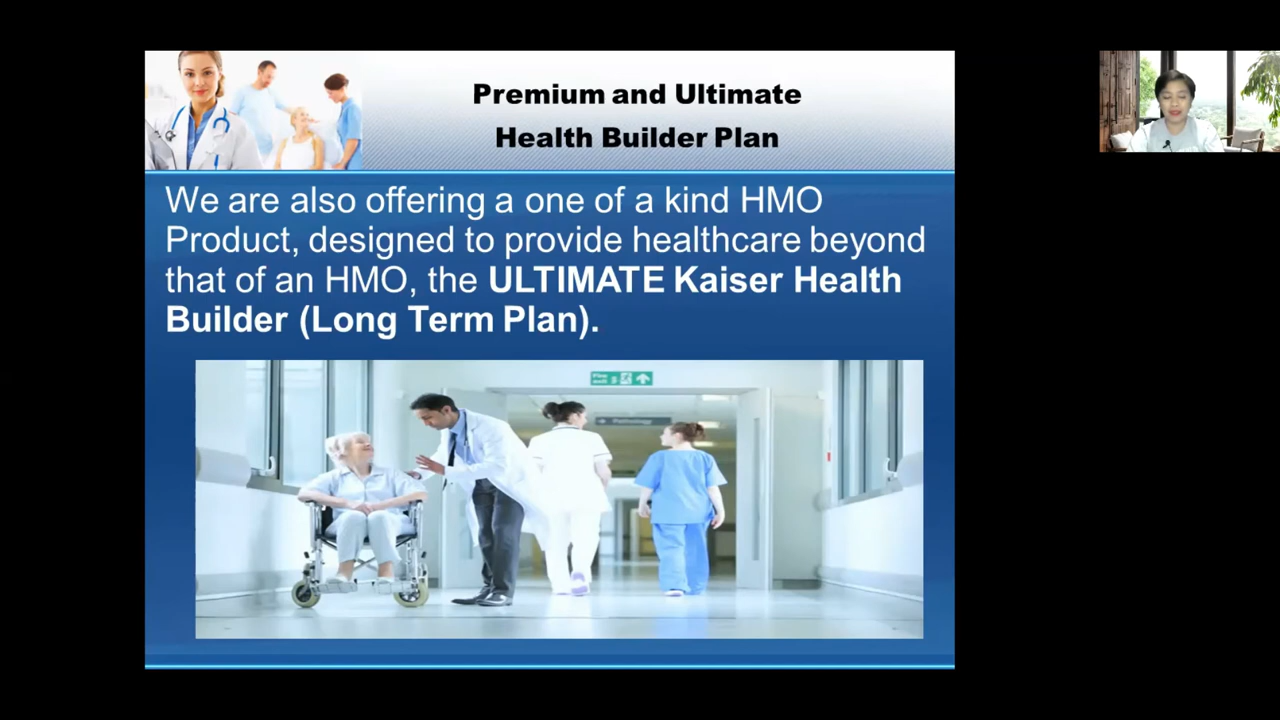 Premium and Ultimate
Health Builder Plan
We are also offering a one of a kind HMO
Product, designed to provide healthcare beyond
that of an HMO, the ULTIMATE Kaiser Health
Builder (Long Term Plan).
Pathology